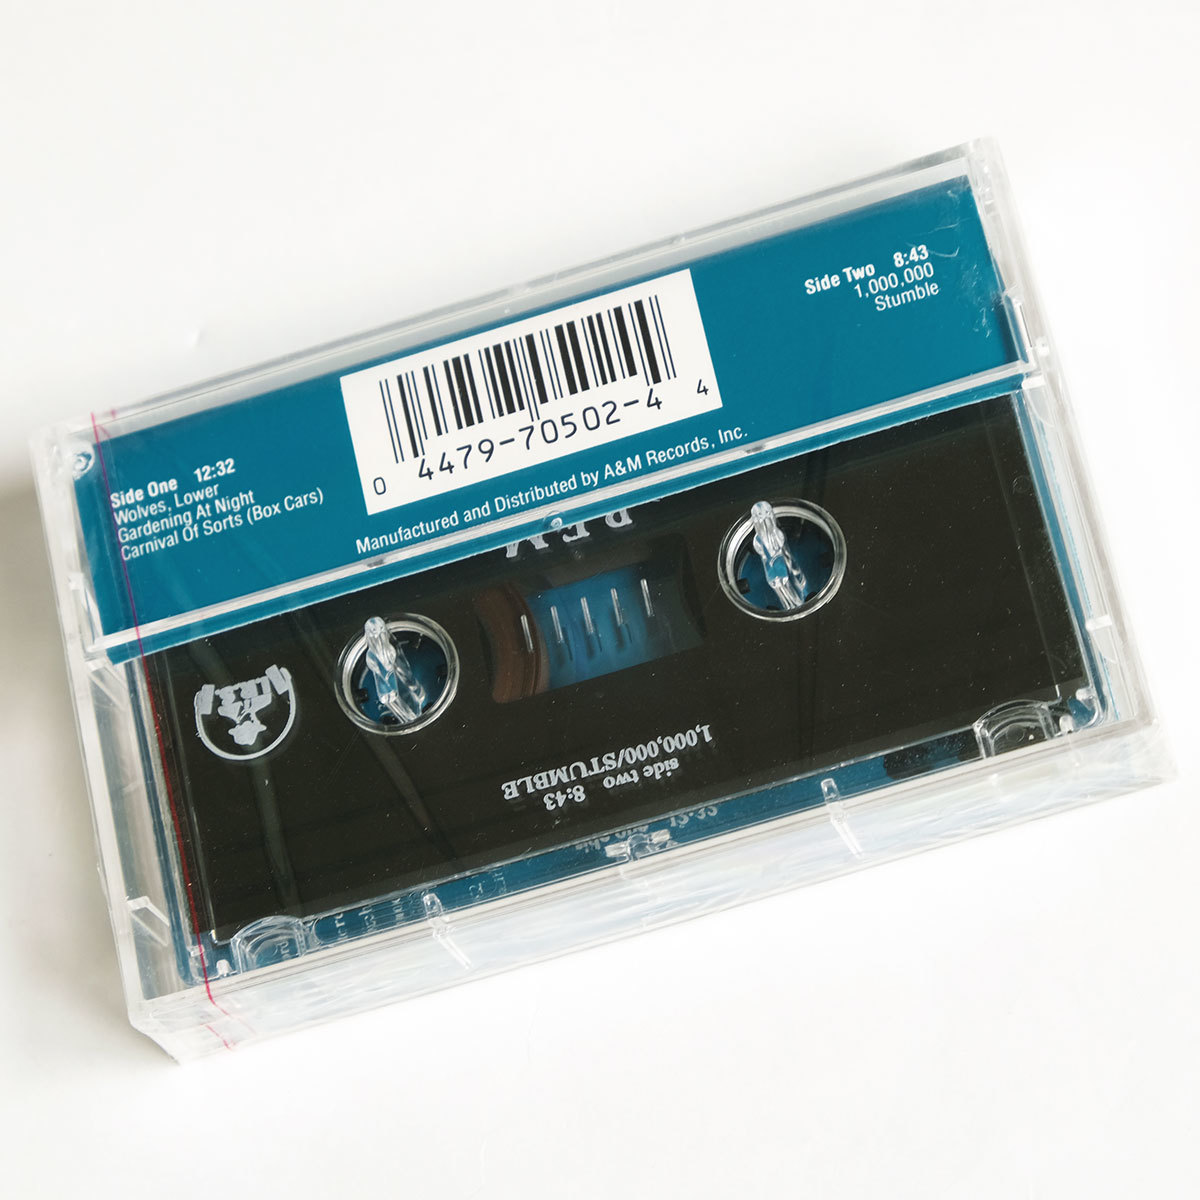 Side One 12:32
Wolves, Lower
Gardening At Night
Carnival Of Sorts (Box Cars)
0 4479-70502-4 4
Manufactured and Distributed by A&M Records, Inc.
Side Two 8:43
1,000,000
Stumble
R.E.M
side two 8:43
1,000,000/STUMBLE